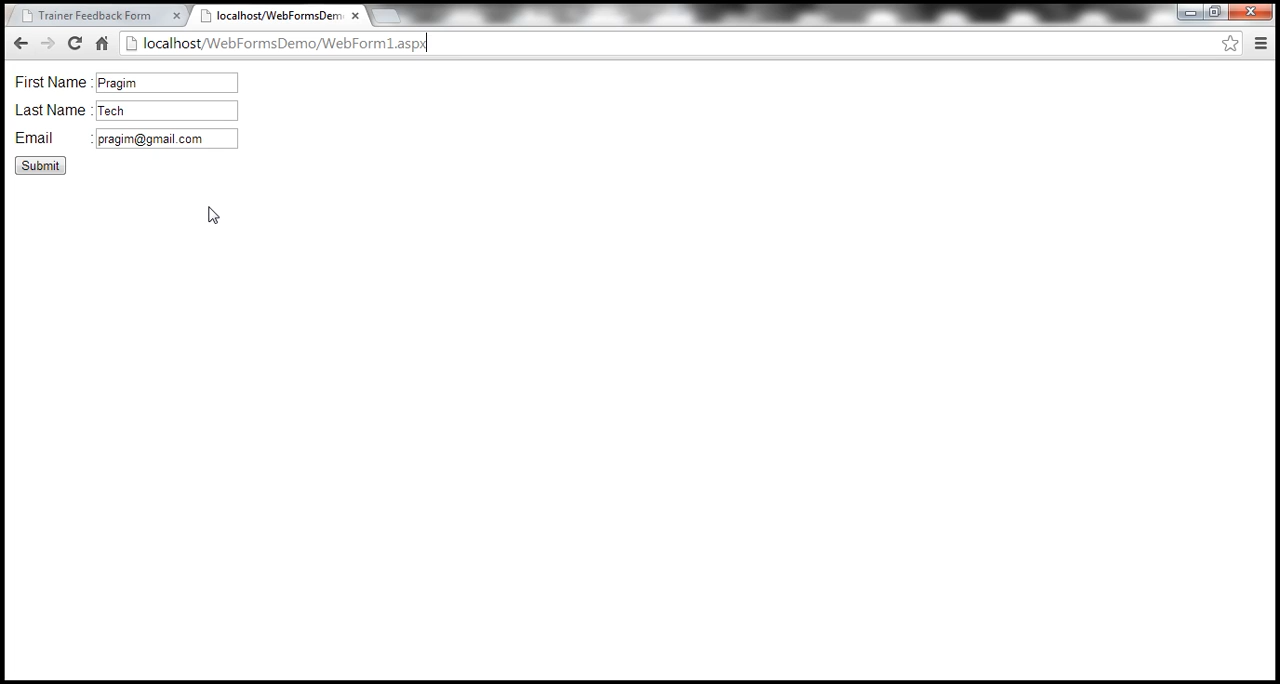 Trainer Feedback Form
localhost/WebFormsDem
localhost/WebFormsDemo/WebForm1.aspx
First Name : Pragim
Last Name : Tech
Email : pragim@gmail.com
Submit